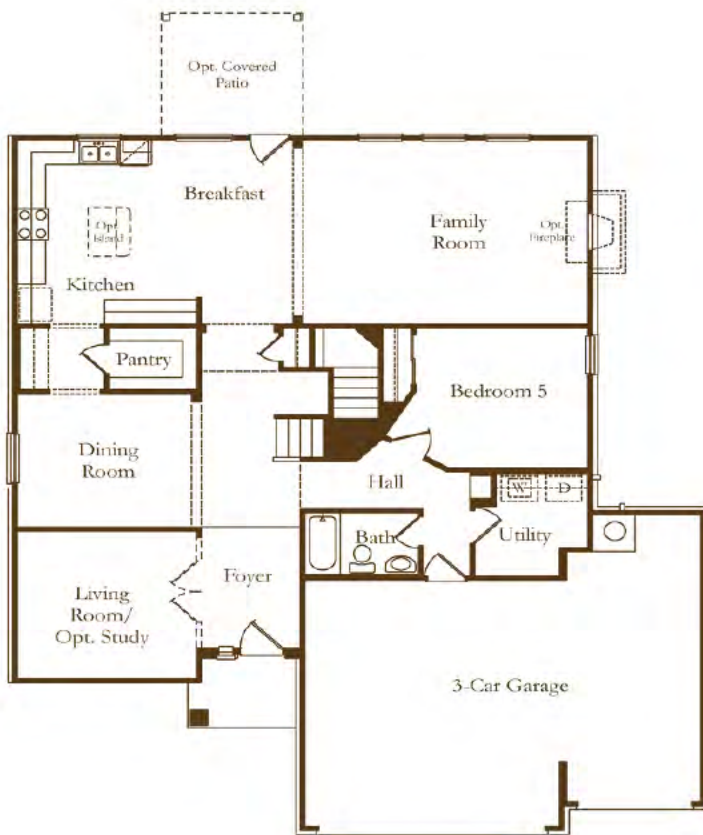 Opt. Covered
Patio
Breakfast
Family
Room
Opt.
Fireplace
Opt.
Island
Kitchen
Pantry
Bedroom 5
Dining
Room
Hall
W
D
Utility
Bath
Foyer
Living
Room/
Opt. Study
3-Car Garage